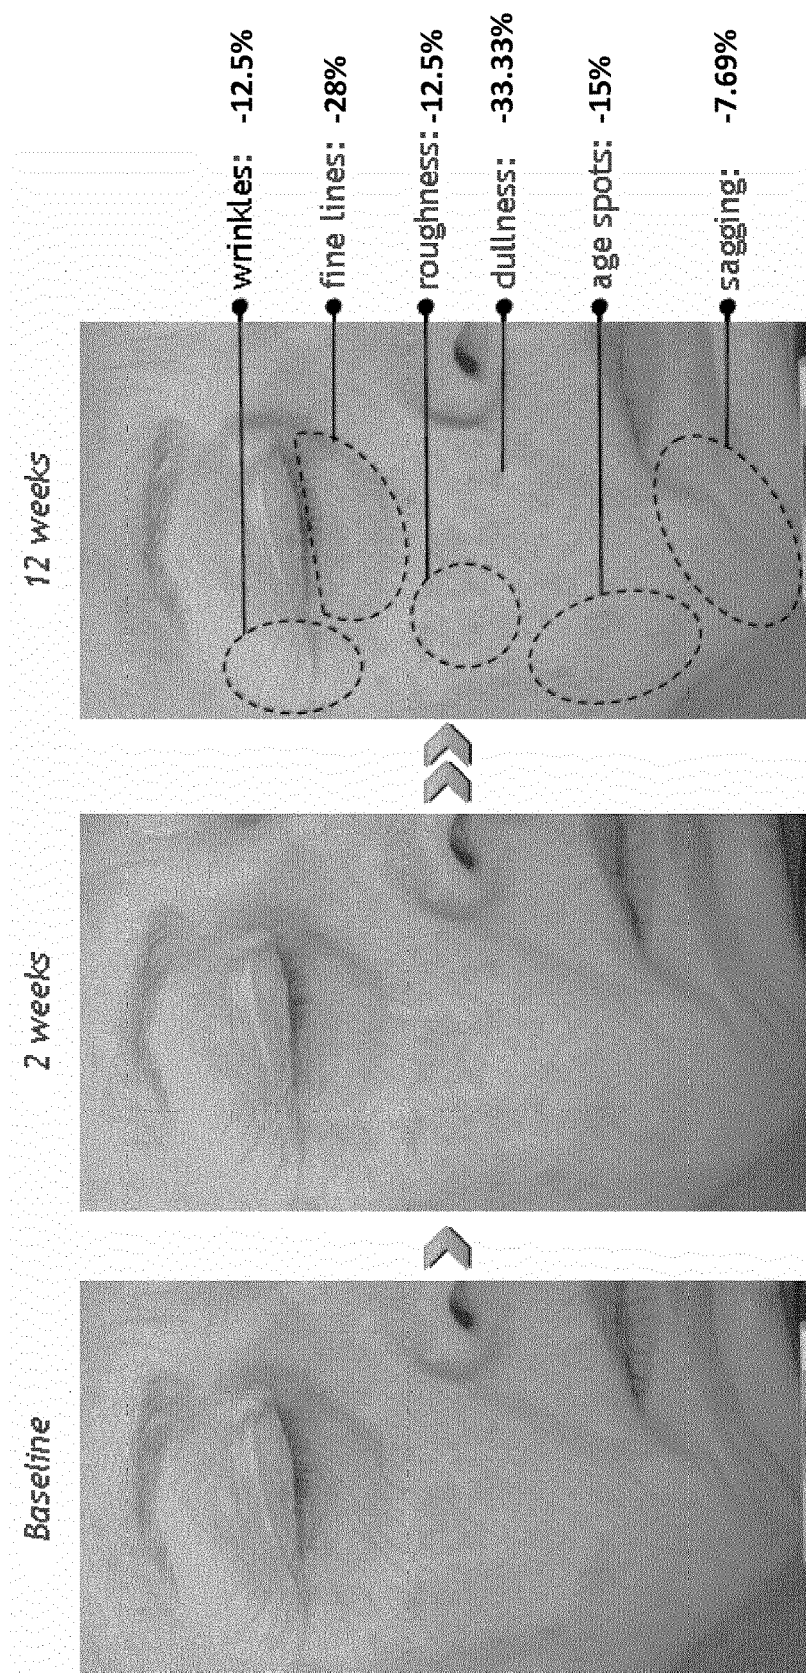 Baseline
2 weeks
12 weeks
wrinkles: -12.5%
fine lines: -28%
roughness: -12.5%
dullness: -33.33%
age spots: -15%
sagging: -7.69%